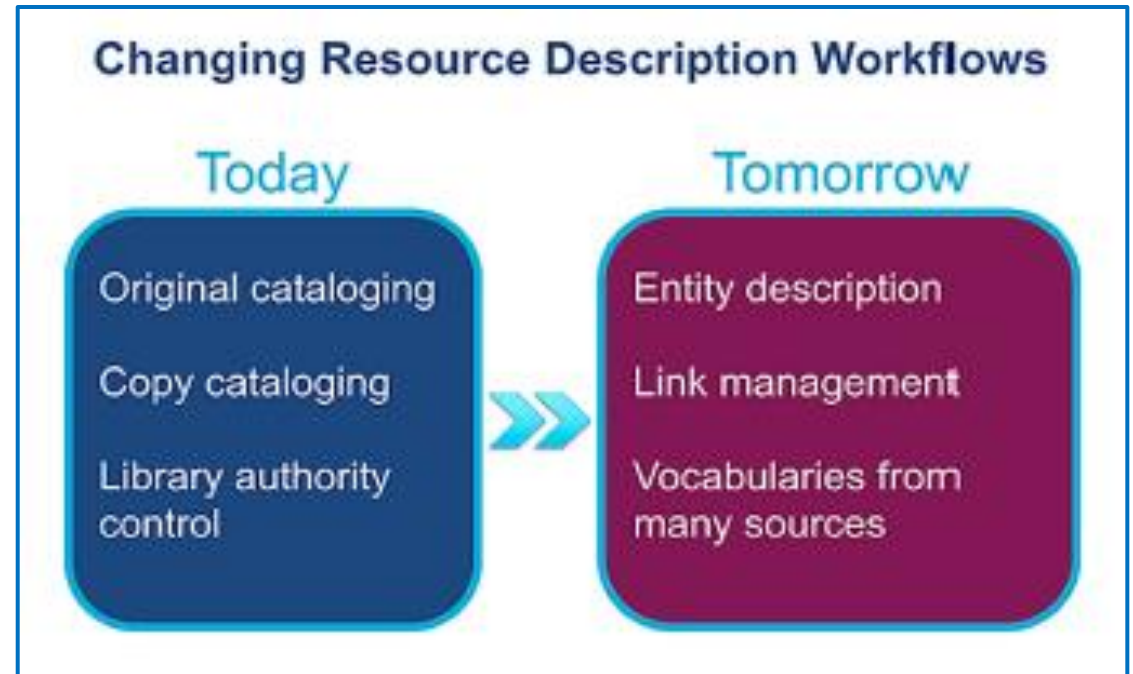 Changing Resource Description Workflows
Today
Original cataloging
Copy cataloging
Library authority
control
Tomorrow
Entity description
Link management
Vocabularies from
many sources